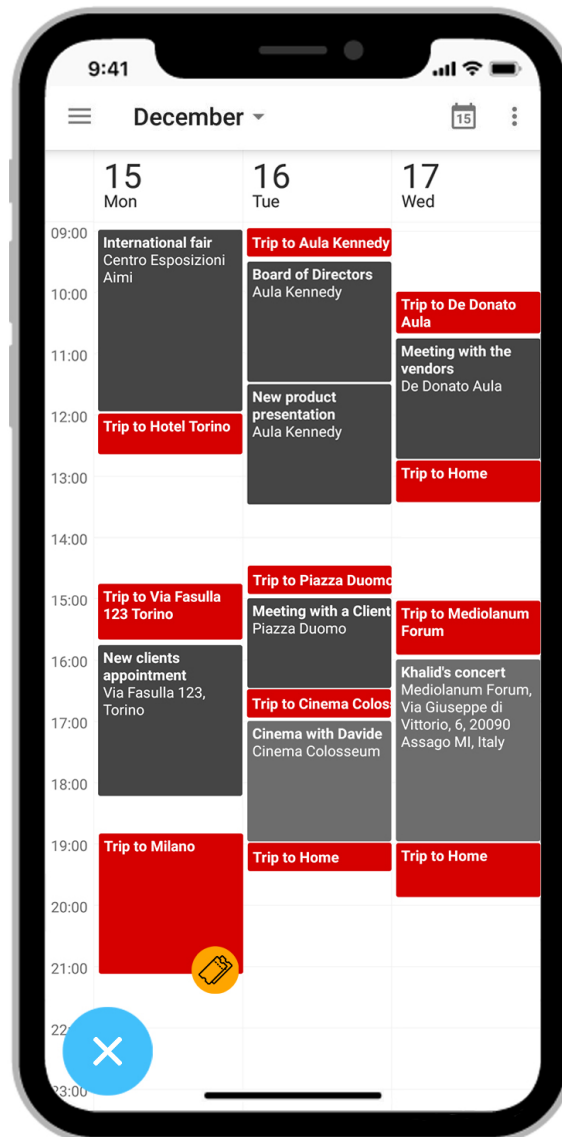 9:41
December
15
15
Mon
16
Tue
17
Wed
09:00
10:00
11:00
12:00
13:00
14:00
15:00
16:00
17:00
18:00
19:00
20:00
21:00
22
23:00
International fair
Centro Esposizioni
Aimi
Trip to Hotel Torino
Trip to Via Fasulla
123 Torino
New clients
appointment
Via Fasulla 123,
Torino
Trip to Milano
Trip to Aula Kennedy
Board of Directors
Aula Kennedy
New product
presentation
Aula Kennedy
Trip to Piazza Duomo
Meeting with a Client
Piazza Duomo
Trip to Cinema Colos
Cinema with Davide
Cinema Colosseum
Trip to Home
Trip to De Donato
Aula
Meeting with the
vendors
De Donato Aula
Trip to Home
Trip to Mediolanum
Forum
Khalid's concert
Mediolanum Forum,
Via Giuseppe di
Vittorio, 6, 20090
Assago MI, Italy
Trip to Home